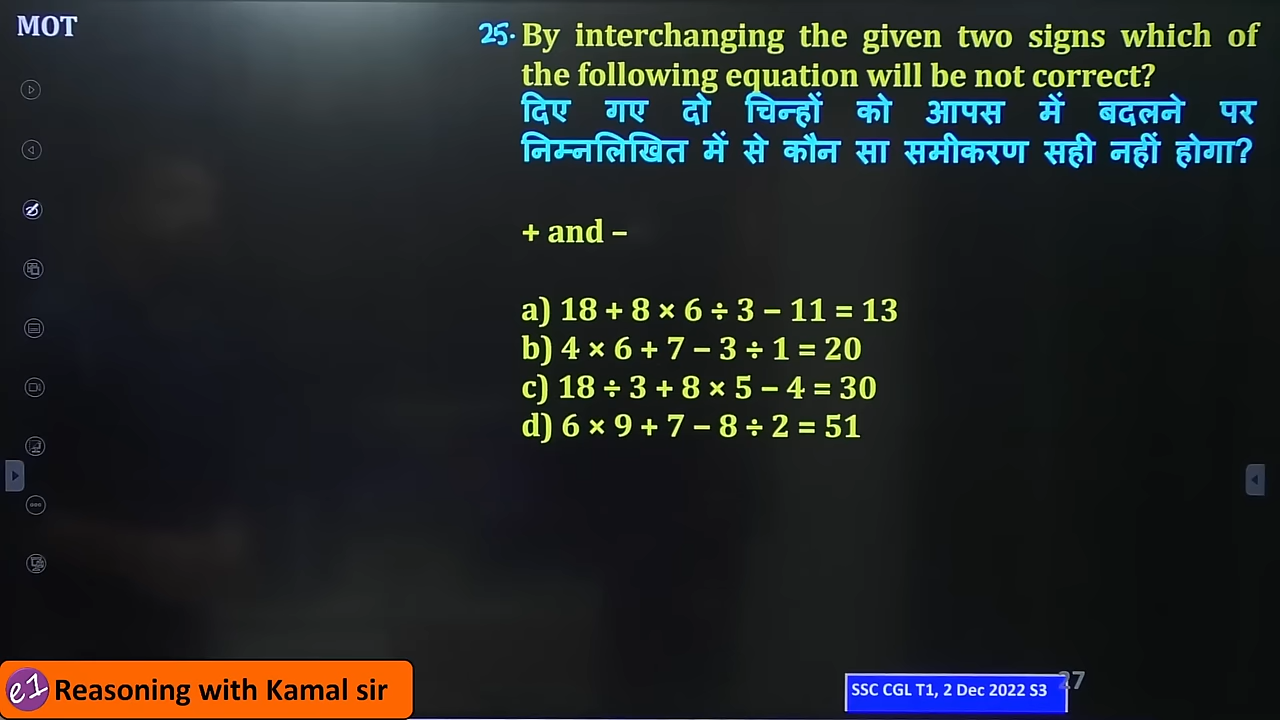 MOT
25. By interchanging the given two signs which of
the following equation will be not correct?
दिए गए दो चिन्हों को आपस में बदलने पर
निम्नलिखित में से कौन सा समीकरण सही नहीं होगा?
+ and –
a) 18 + 8 × 6 ÷ 3 – 11 = 13
b) 4 × 6 + 7 – 3 ÷ 1 = 20
c) 18 ÷ 3 + 8 × 5 – 4 = 30
d) 6 × 9 + 7 – 8 ÷ 2 = 51
e1 Reasoning with Kamal sir
SSC CGL T1, 2 Dec 2022 S3
27